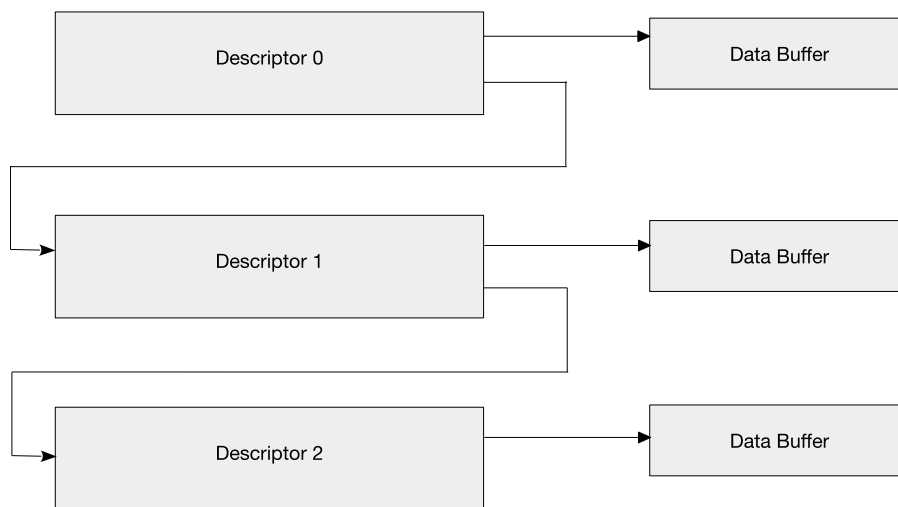 Descriptor 0
Data Buffer
Descriptor 1
Data Buffer
Descriptor 2
Data Buffer